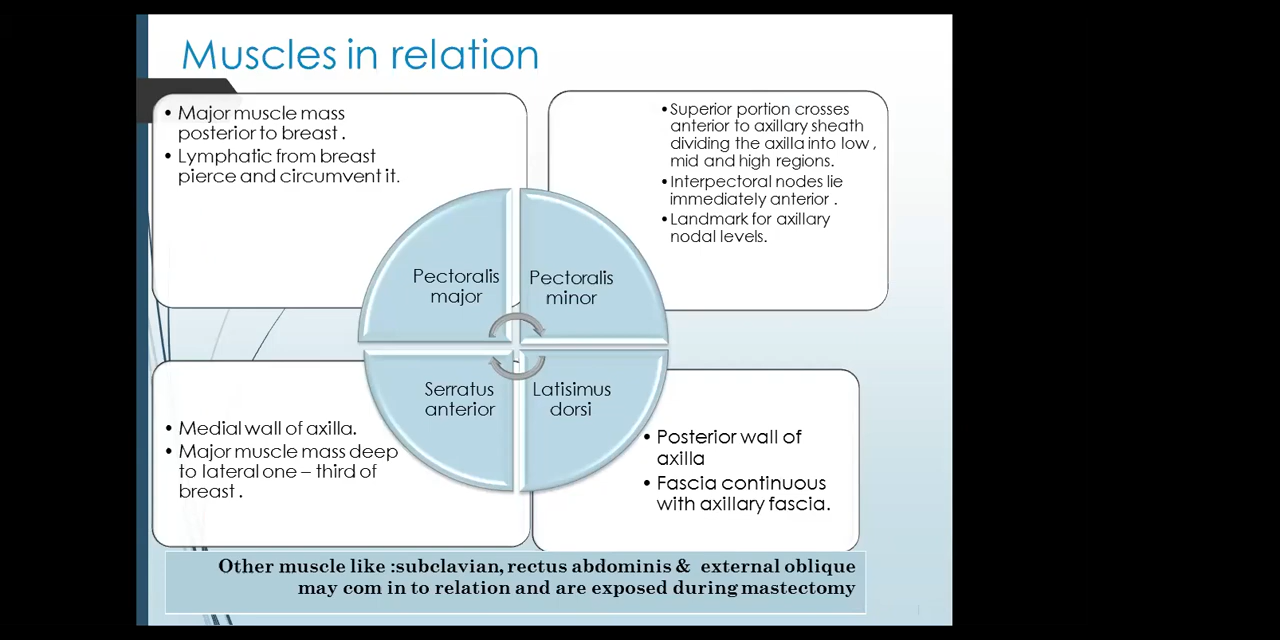 Muscles in relation
• Major muscle mass
posterior to breast .
• Lymphatic from breast
pierce and circumvent it.
•Superior portion crosses
anterior to axillary sheath
dividing the axilla into low ,
mid and high regions.
•Interpectoral nodes lie
immediately anterior .
•Landmark for axillary
nodal levels.
Pectoralis
major
Pectoralis
minor
Serratus
anterior
Latisimus
dorsi
• Medial wall of axilla.
• Major muscle mass deep
to lateral one – third of
breast .
• Posterior wall of
axilla
• Fascia continuous
with axillary fascia.
Other muscle like :subclavian, rectus abdominis & external oblique
may com in to relation and are exposed during mastectomy